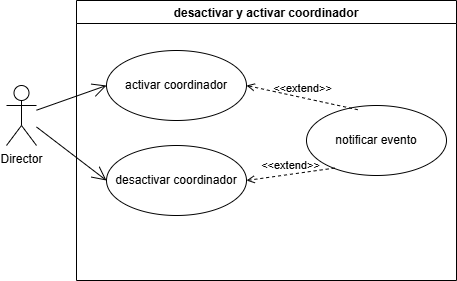 desactivar y activar coordinador
activar coordinador
<<extend>>
notificar evento
Director
<<extend>>
desactivar coordinador